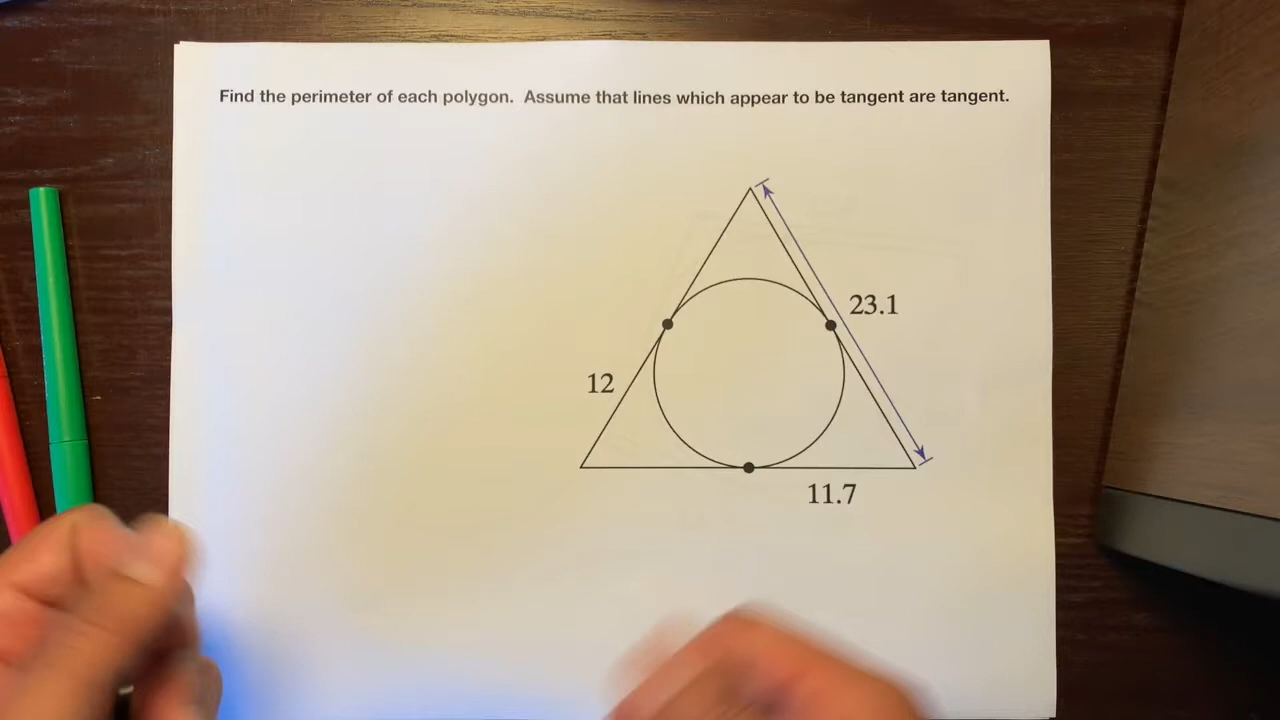 Find the perimeter of each polygon. Assume that lines which appear to be tangent are tangent.
23.1
12
11.7